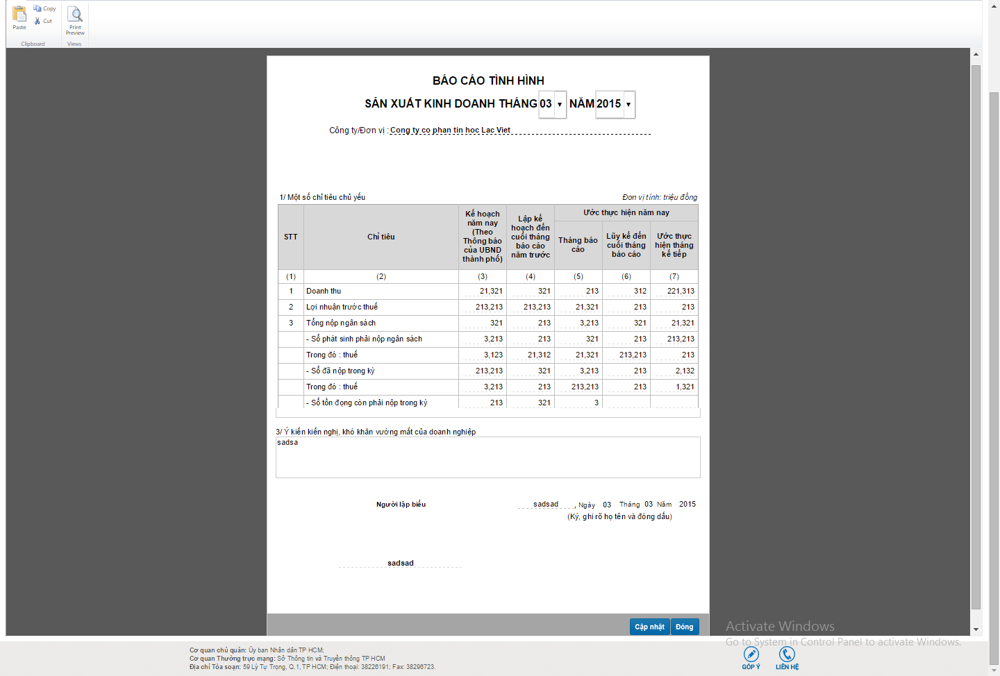 Paste
Copy
Cut
Clipboard
Print
Preview
Views
BÁO CÁO TÌNH HÌNH
SẢN XUẤT KINH DOANH THÁNG 03 NĂM 2015
Công ty/Đơn vị : Cong ty co phan tin hoc Lac Viet
1/ Một số chỉ tiêu chủ yếu
Đơn vị tính: triệu đồng
STT
Chỉ tiêu
Kế hoạch
năm nay
(Theo
Thông báo
của UBND
thành phố)
Lập kế
hoạch đến
cuối tháng
báo cáo
năm trước
Ước thực hiện năm nay
Tháng báo
cáo
Lũy kế đến
cuối tháng
báo cáo
Ước thực
hiện tháng
kế tiếp
(1) (2) (3) (4) (5) (6) (7)
1 Doanh thu 21,321 321 213 312 221,313
2 Lợi nhuận trước thuế 213,213 213,213 21,321 213 213
3 Tổng nộp ngân sách 321 213 3,213 321 21,321
- Số phát sinh phải nộp ngân sách 3,213 213 321 213 213,213
Trong đó : thuế 3,123 21,312 21,321 213,213 213
- Số đã nộp trong kỳ 213,213 321 3,213 213 2,132
Trong đó : thuế 3,213 213 213,213 213 1,321
- Số tồn đọng còn phải nộp trong kỳ 213 321 3
3/ Ý kiến kiến nghị, khó khăn vướng mắt của doanh nghiệp
sadsa
Người lập biểu
sadsad , Ngày 03 Tháng 03 Năm 2015
(Ký, ghi rõ họ tên và đóng dấu)
sadsad
Cập nhật
Đóng
Activate Windows
Go to System in Control Panel to activate Windows.
Cơ quan chủ quản: Ủy ban Nhân dân TP HCM;
Cơ quan Thường trực mạng: Sở Thông tin và Truyền thông TP HCM
Địa chỉ Tòa soạn: 59 Lý Tự Trọng, Q.1, TP HCM; Điện thoại: 38226191; Fax: 38296723.
GÓP Ý
LIÊN HỆ